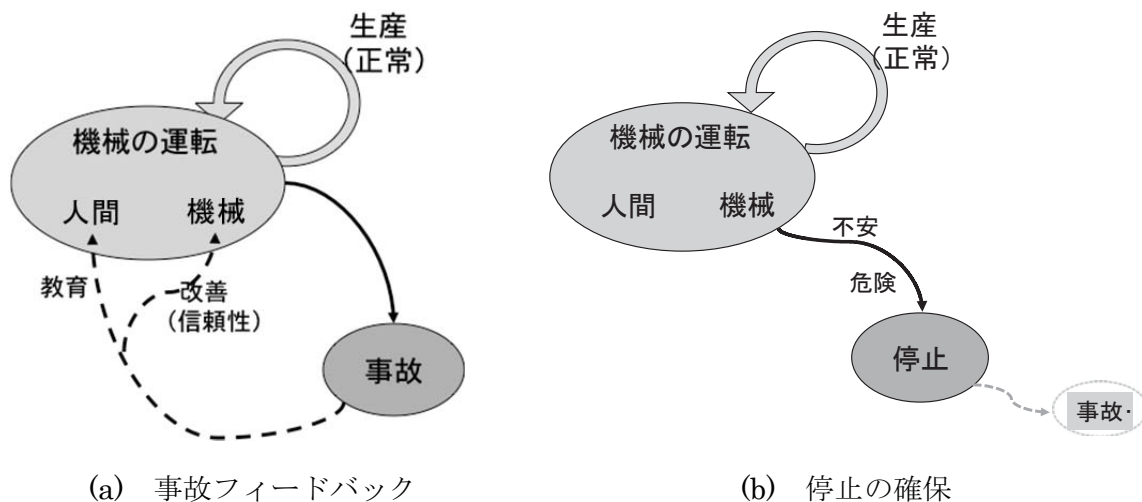 生産
（正常）
機械の運転
人間 機械
教育
改善
（信頼性）
事故
(a) 事故フィードバック
生産
（正常）
機械の運転
人間 機械
不安
危険
停止
事故・
(b) 停止の確保